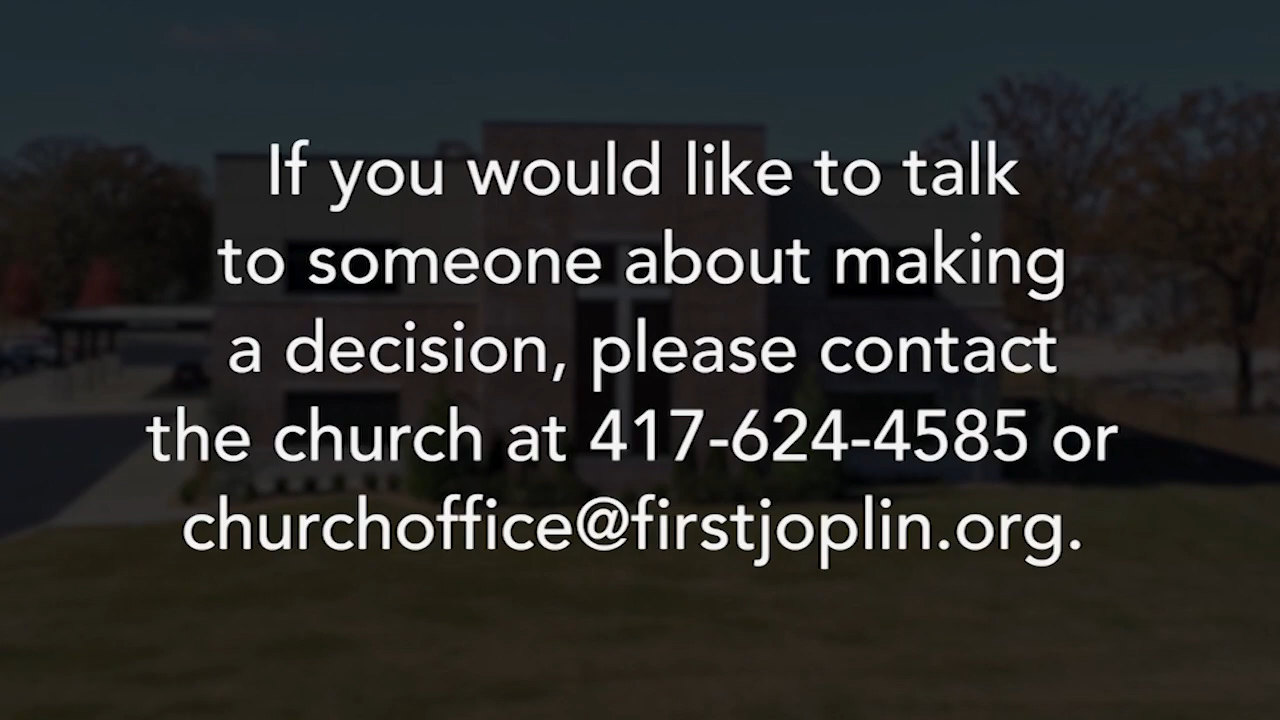 If you would like to talk
to someone about making
a decision, please contact
the church at 417-624-4585 or
churchoffice@firstjoplin.org.